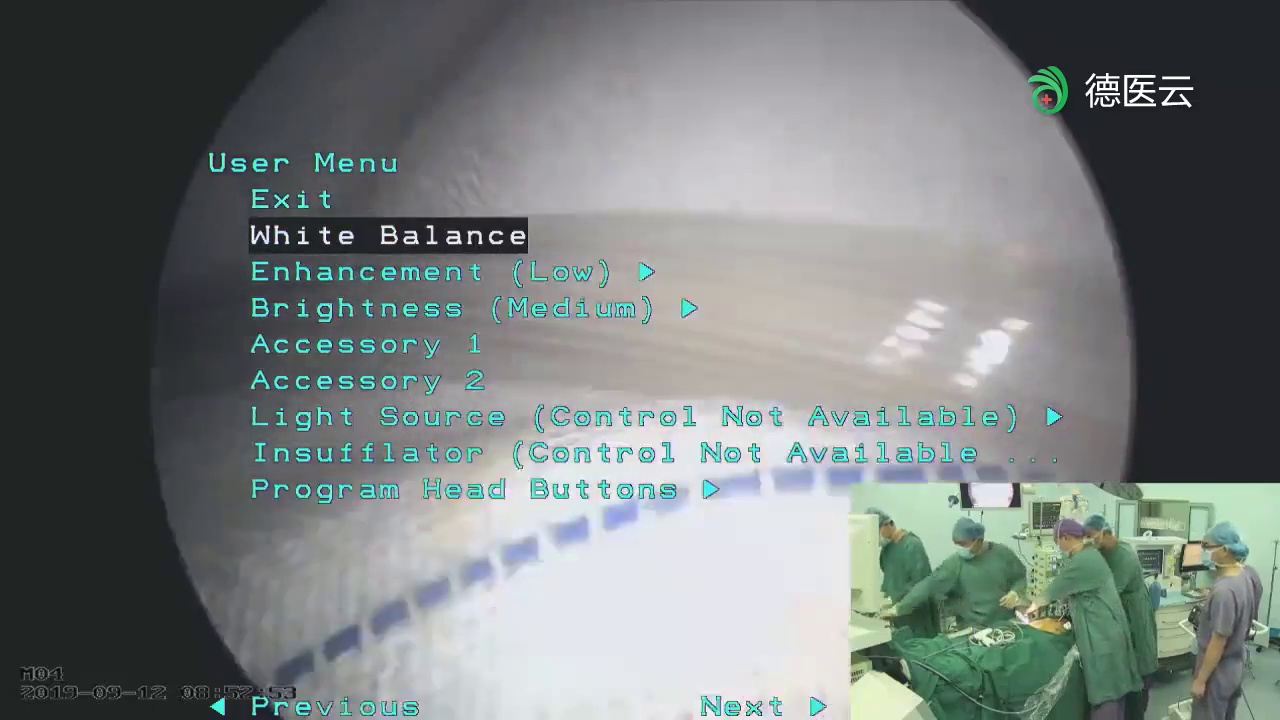 德医云
User Menu
Exit
White Balance
Enhancement (Low) ▶
Brightness (Medium) ▶
Accessory 1
Accessory 2
Light Source (Control Not Available) ▶
Insufflator (Control Not Available ...
Program Head Buttons ▶
M04
2019-09-12 08:52:53
◀ Previous
Next ▶